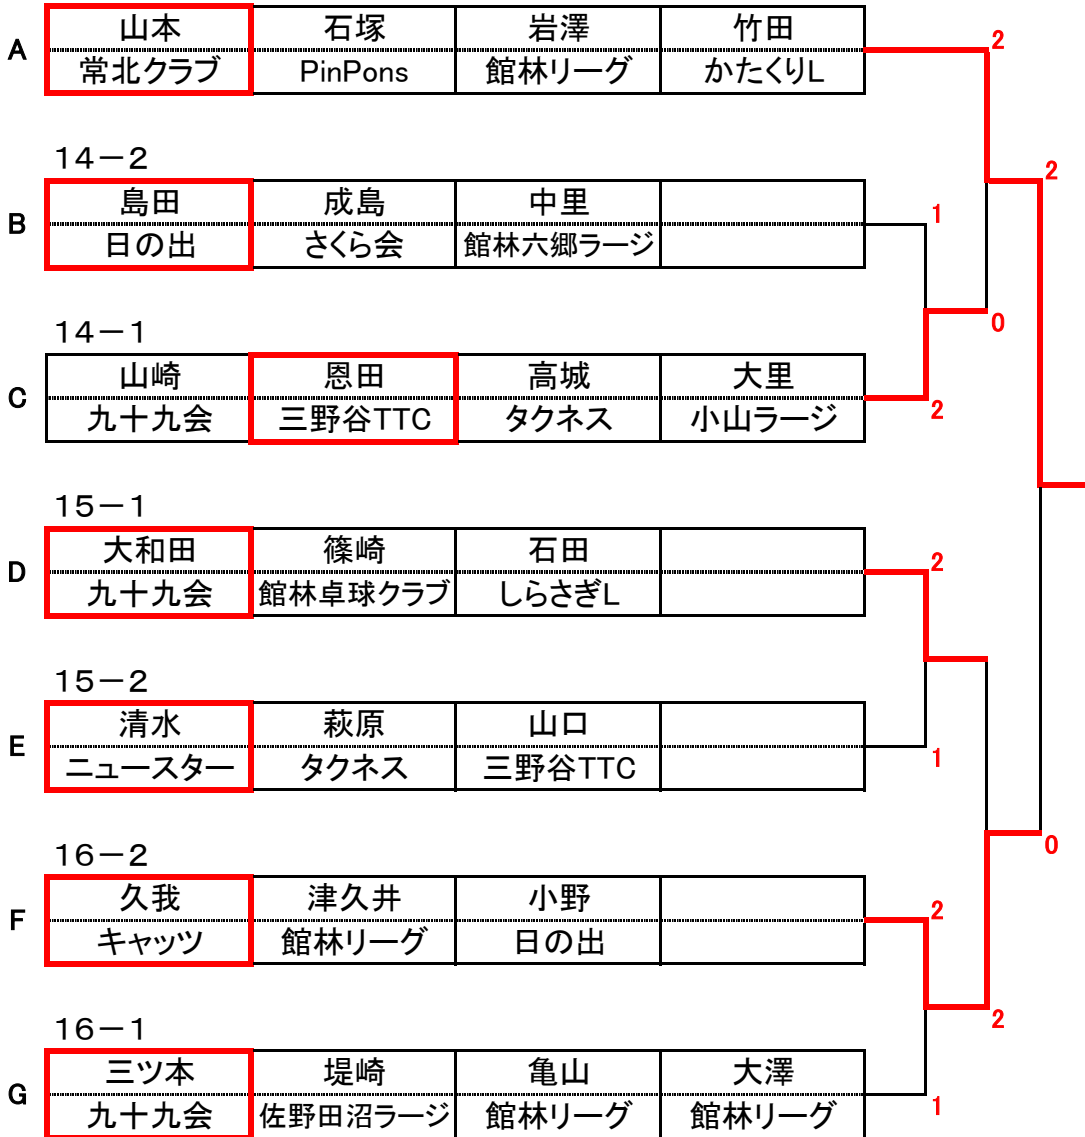 A
山本 石塚 岩澤 竹田
常北クラブ PinPons 館林リーグ かたくりL
2
14－2
2
B
島田 成島 中里
1
日の出 さくら会 館林六郷ラージ
14－1
0
C
山崎 恩田 高城 大里
九十九会 三野谷TTC タクネス 小山ラージ
2
15－1
D
大和田 篠崎 石田
2
九十九会 館林卓球クラブ しらさぎL
15－2
E
清水 萩原 山口
ニュースター タクネス 三野谷TTC
1
16－2
0
F
久我 津久井 小野
2
キャッツ 館林リーグ 日の出
16－1
2
G
三ツ本 堤崎 亀山 大澤
九十九会 佐野田沼ラージ 館林リーグ 館林リーグ
1